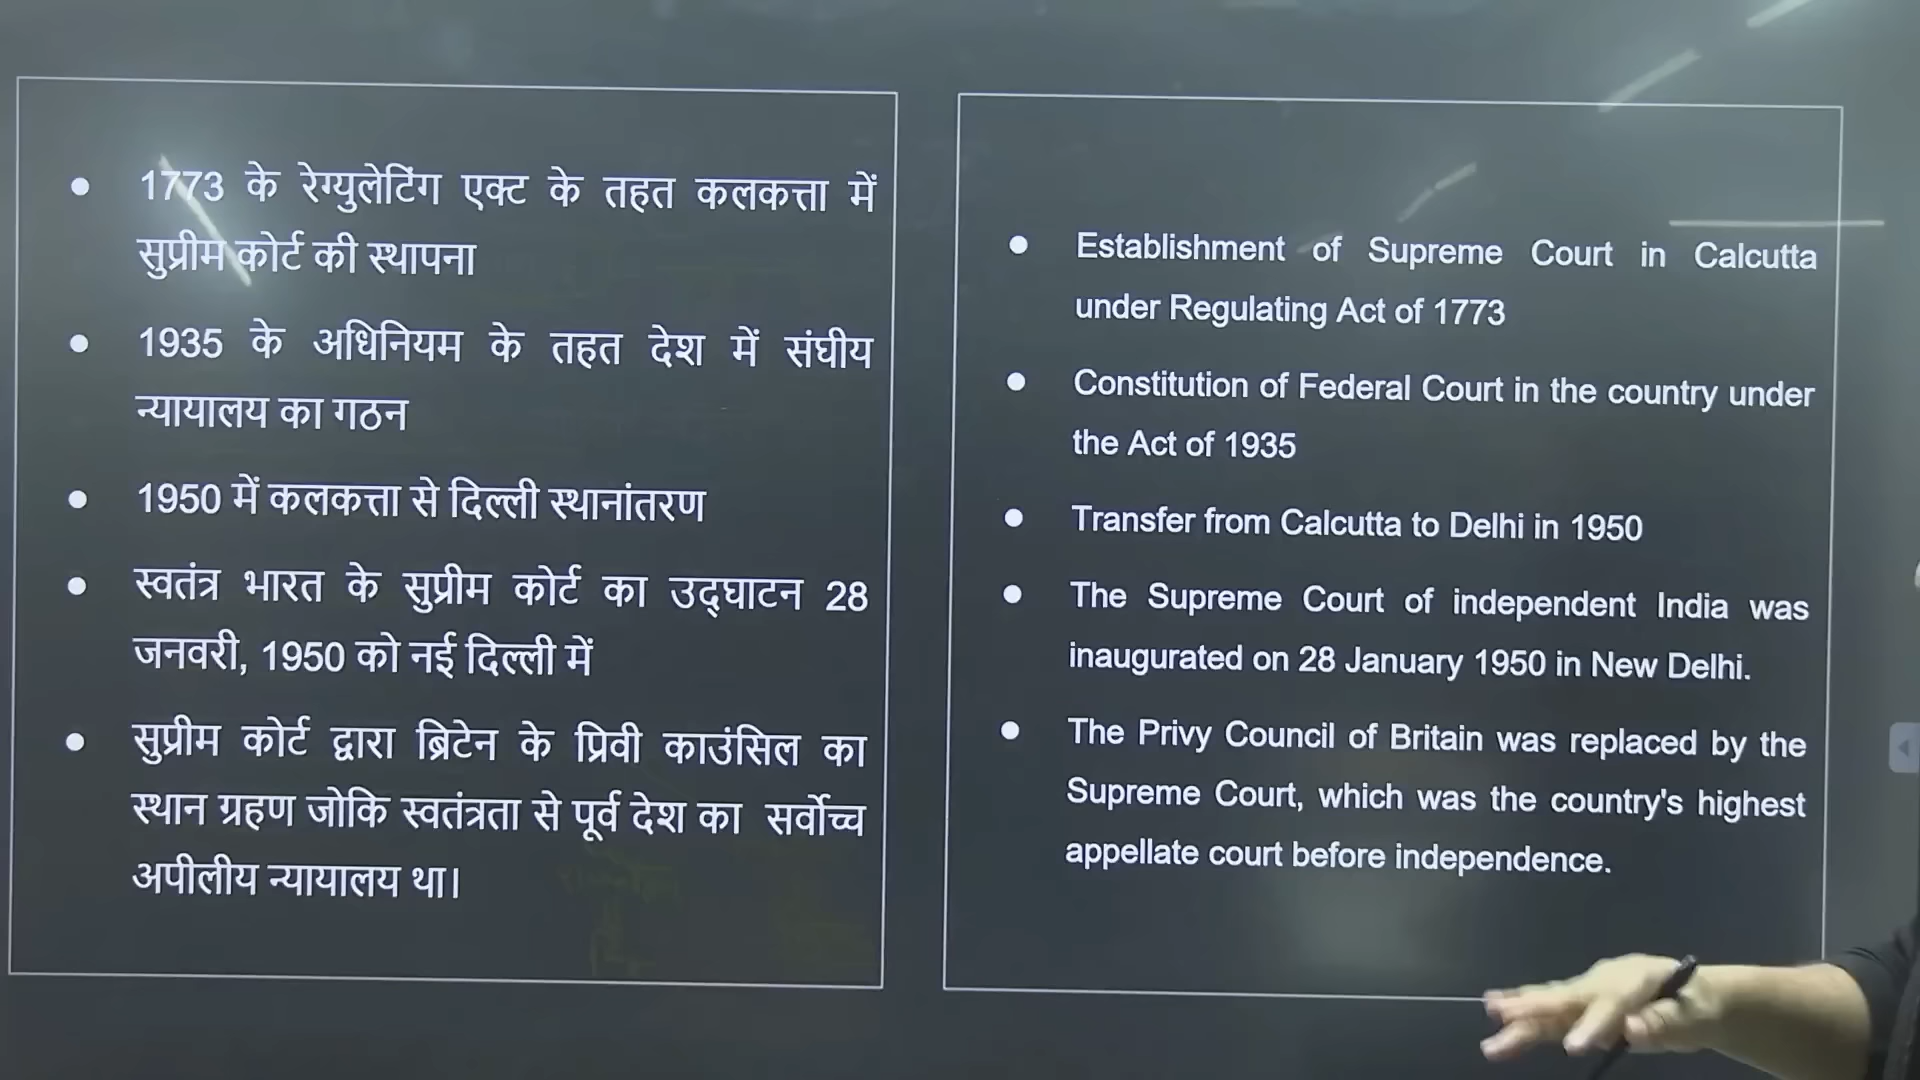 1773 के रेग्युलेटिंग एक्ट के तहत कलकत्ता में
सुप्रीम कोर्ट की स्थापना
1935 के अधिनियम के तहत देश में संघीय
न्यायालय का गठन
1950 में कलकत्ता से दिल्ली स्थानांतरण
स्वतंत्र भारत के सुप्रीम कोर्ट का उद्घाटन 28
जनवरी, 1950 को नई दिल्ली में
सुप्रीम कोर्ट द्वारा ब्रिटेन के प्रिवी काउंसिल का
स्थान ग्रहण जोकि स्वतंत्रता से पूर्व देश का सर्वोच्च
अपीलीय न्यायालय था।
Establishment of Supreme Court in Calcutta
under Regulating Act of 1773
Constitution of Federal Court in the country under
the Act of 1935
Transfer from Calcutta to Delhi in 1950
The Supreme Court of independent India was
inaugurated on 28 January 1950 in New Delhi.
The Privy Council of Britain was replaced by the
Supreme Court, which was the country's highest
appellate court before independence.